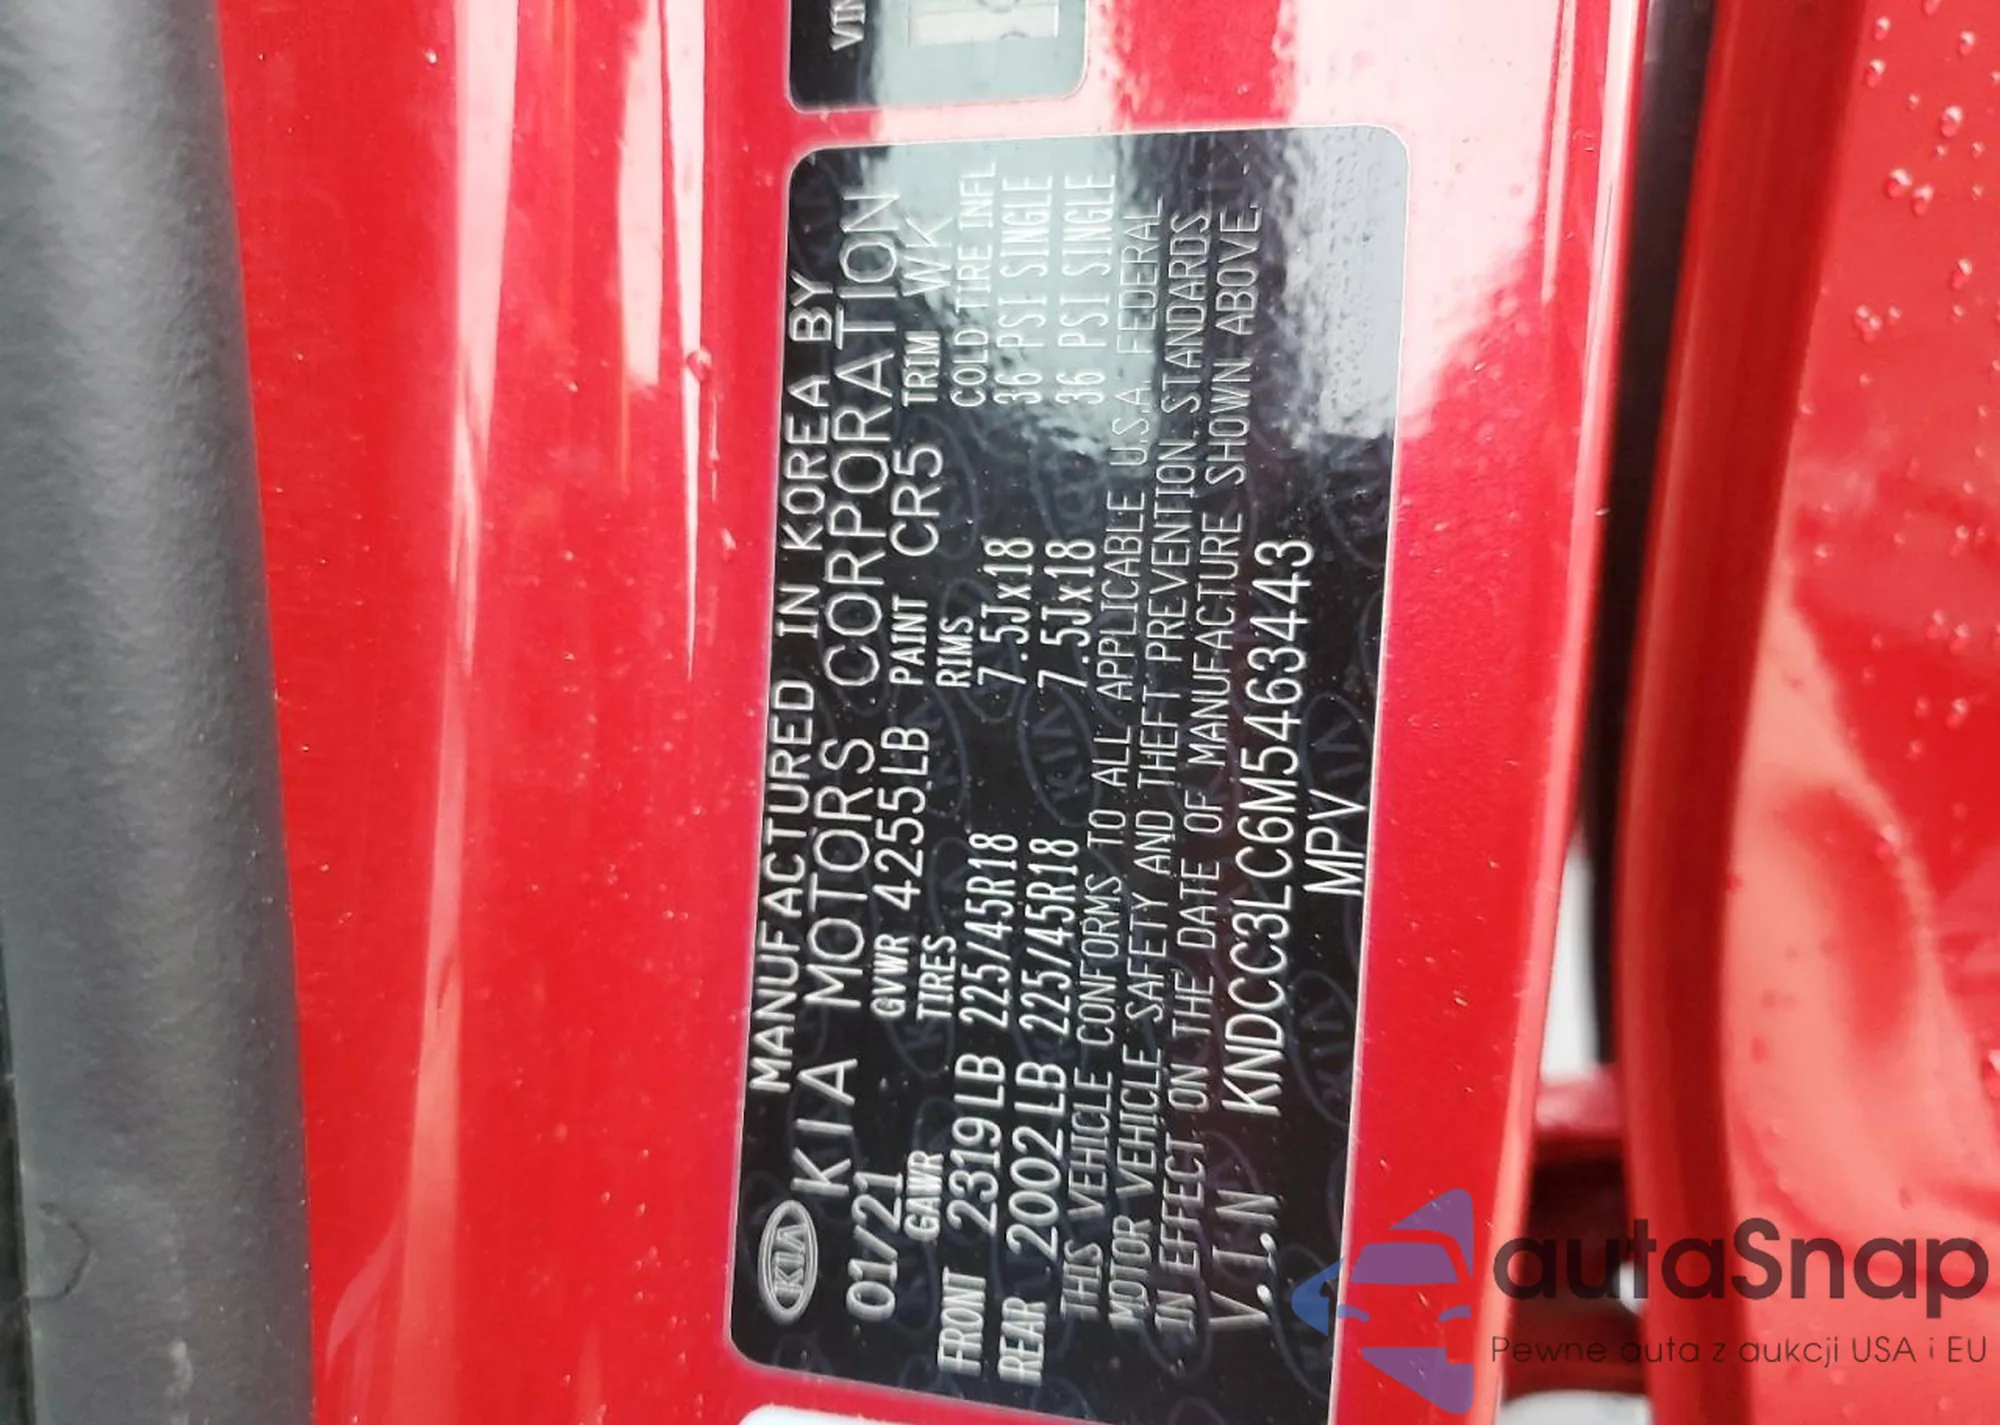 VIN
KIA
MANUFACTURED IN KOREA BY
KIA MOTORS CORPORATION
01/21 GVWR 4255LB PAINT CR5 TRIM WK
GAWR TIRES RIMS COLD TIRE INFL
FRONT 2319LB 225/45R18 7.5Jx18 36 PSI SINGLE
REAR 2002LB 225/45R18 7.5Jx18 36 PSI SINGLE
THIS VEHICLE CONFORMS TO ALL APPLICABLE U.S.A. FEDERAL
MOTOR VEHICLE SAFETY AND THEFT PREVENTION STANDARDS
IN EFFECT ON THE DATE OF MANUFACTURE SHOWN ABOVE.
V.I.N KNDCC3LC6M5463443
MPV
autaSnap
Pewne auta z aukcji USA i EU